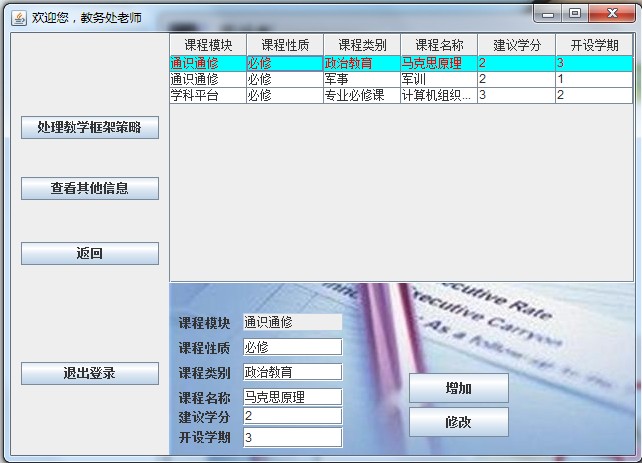 欢迎您，教务处老师
课程模块 课程性质 课程类别 课程名称 建议学分 开设学期
通识通修 必修 政治教育 马克思原理 2 3
通识通修 必修 军事 军训 2 1
学科平台 必修 专业必修课 计算机组织... 3 2
处理教学框架策略
查看其他信息
返回
退出登录
课程模块 通识通修
课程性质 必修
课程类别 政治教育
课程名称 马克思原理
建议学分 2
开设学期 3
增加
修改
ecutive Rate
Executive Carryon
As a follow-up to the